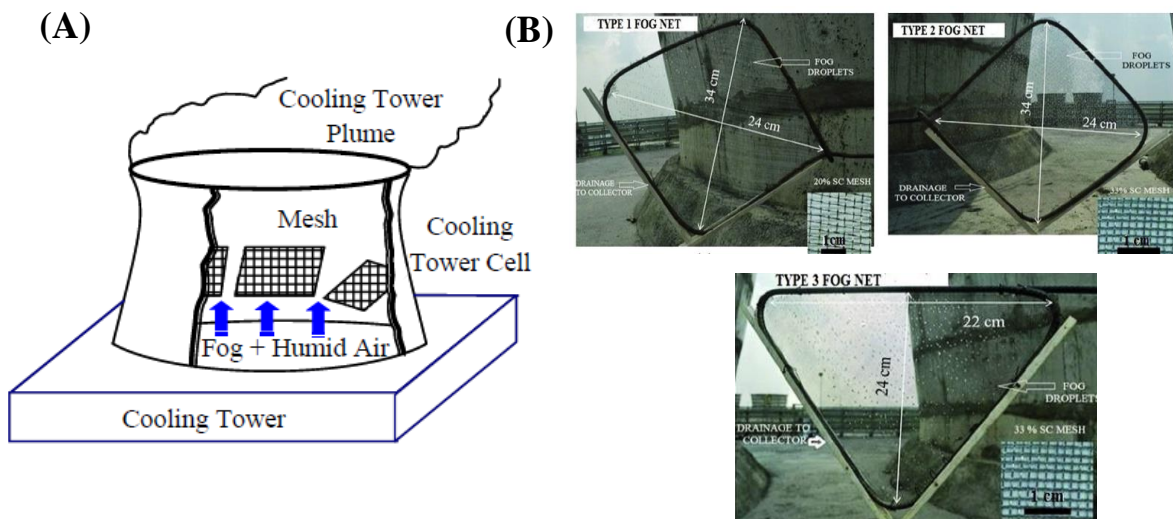 (A)
Cooling Tower
Plume
Mesh
Cooling
Tower Cell
Fog + Humid Air
Cooling Tower
(B)
TYPE 1 FOG NET
FOG
DROPLETS
34 cm
24 cm
DRAINAGE
TO COLLECTOR
20% SC MESH
1cm
TYPE 2 FOG NET
FOG
DROPLETS
34 cm
24 cm
DRAINAGE
TO COLLECTOR
33% SC MESH
1 cm
TYPE 3 FOG NET
22 cm
24 cm
FOG
DROPLETS
DRAINAGE TO
COLLECTOR
33 % SC MESH
1 cm